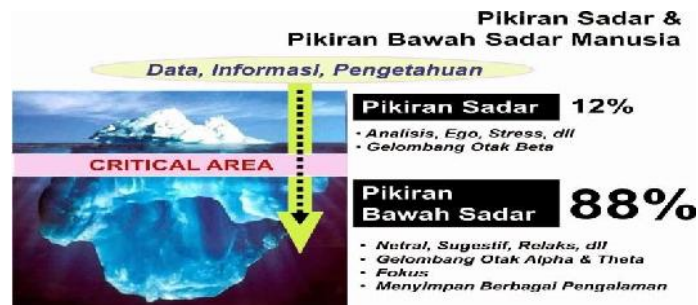 Pikiran Sadar &
Pikiran Bawah Sadar Manusia
Data, Informasi, Pengetahuan
Pikiran Sadar 12%
• Analisis, Ego, Stress, dll
• Gelombang Otak Beta
CRITICAL AREA
Pikiran
Bawah Sadar 88%
• Netral, Sugestif, Relaks, dll
• Gelombang Otak Alpha & Theta
• Fokus
• Menyimpan Berbagai Pengalaman